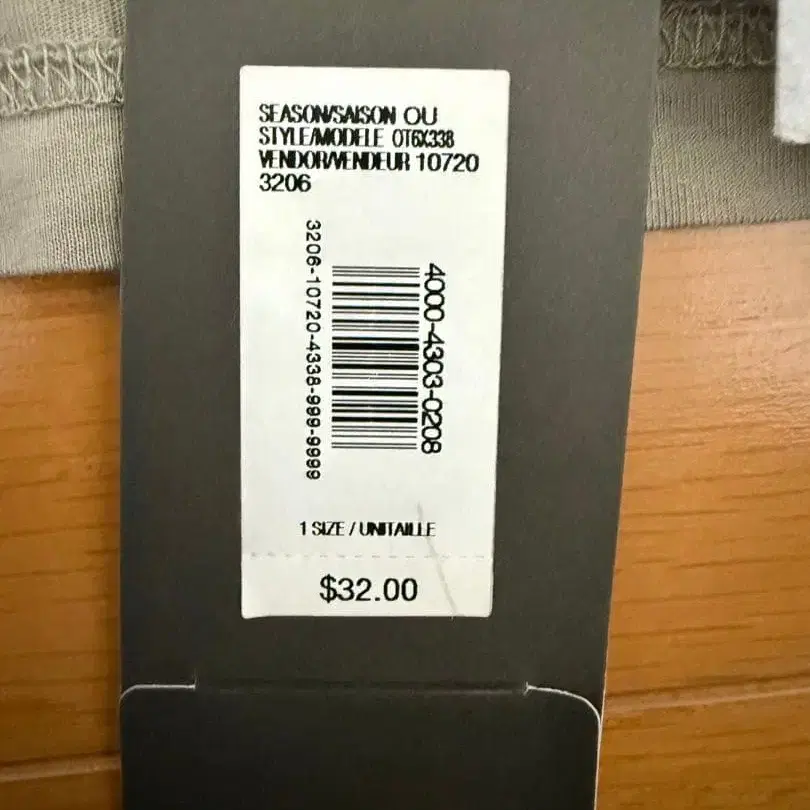 SEASON/SAISON OU
STYLE/MODELE OT6X338
VENDOR/VENDEUR 10720
3206
3206-10720-4338-999-9999
4000-4303-0208
1 SIZE / UNITAILLE
$32.00